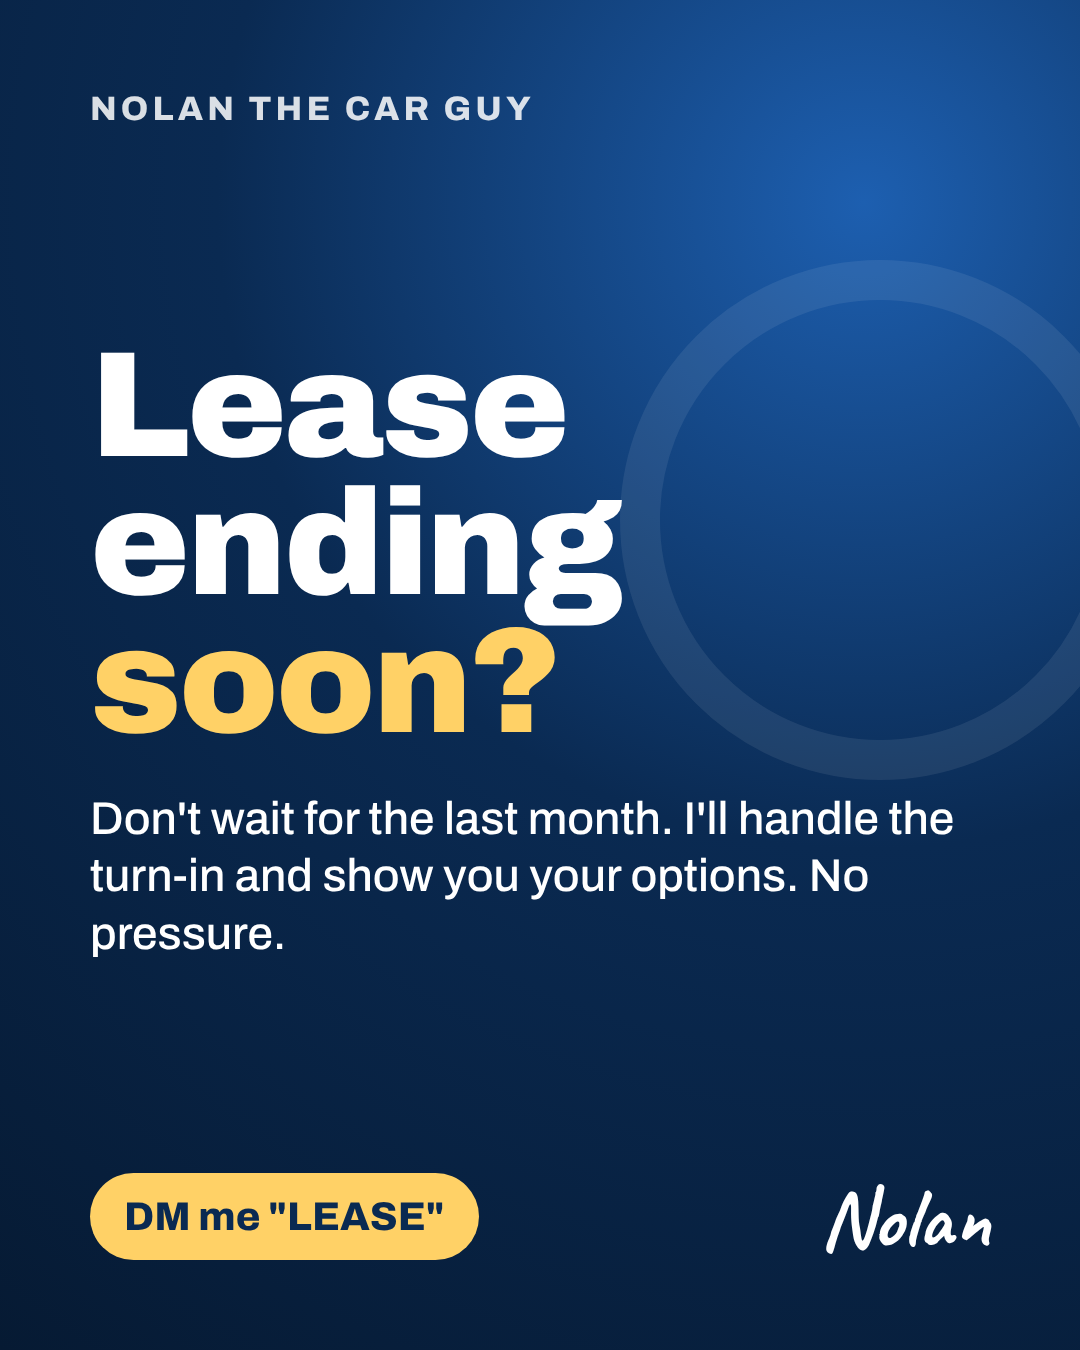 NOLAN THE CAR GUY
Lease
ending
soon?
Don't wait for the last month. I'll handle the
turn-in and show you your options. No
pressure.
DM me "LEASE"
Nolan